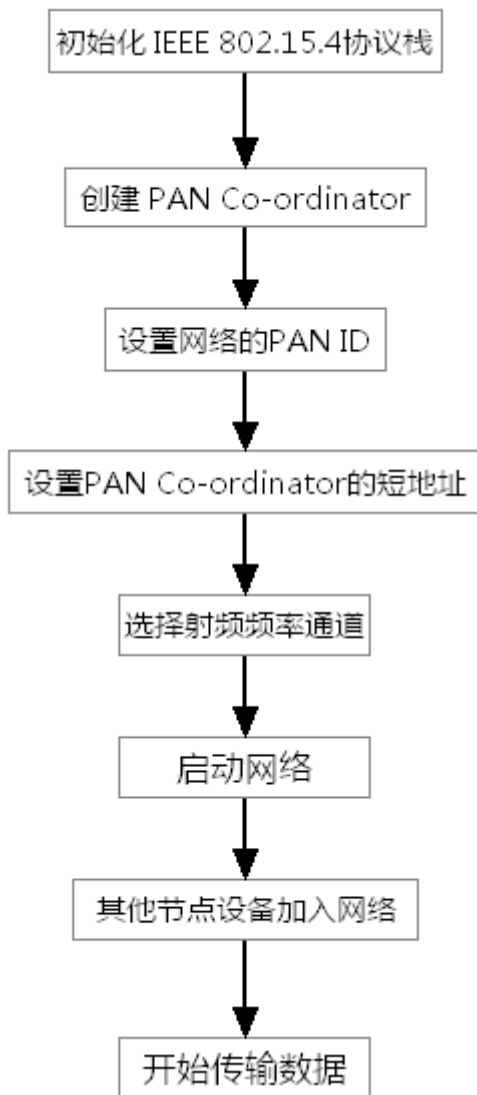 初始化 IEEE 802.15.4协议栈
创建 PAN Co-ordinator
设置网络的PAN ID
设置PAN Co-ordinator的短地址
选择射频频率通道
启动网络
其他节点设备加入网络
开始传输数据